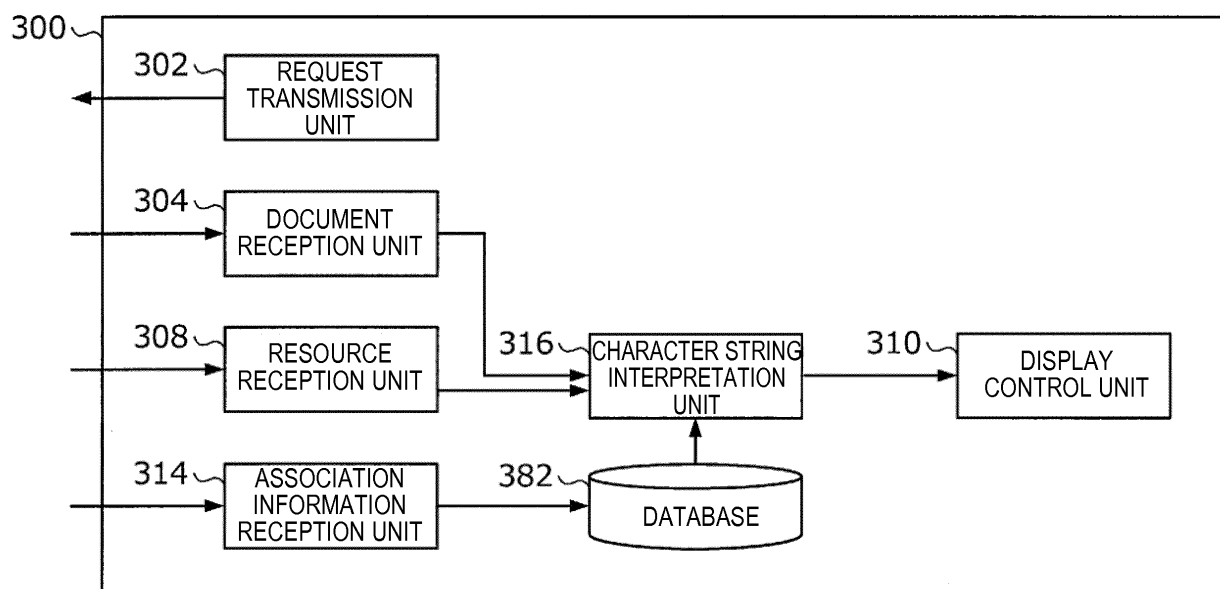 300
302
REQUEST
TRANSMISSION
UNIT
304
DOCUMENT
RECEPTION UNIT
308
RESOURCE
RECEPTION UNIT
316
CHARACTER STRING
INTERPRETATION
UNIT
310
DISPLAY
CONTROL UNIT
314
ASSOCIATION
INFORMATION
RECEPTION UNIT
382
DATABASE